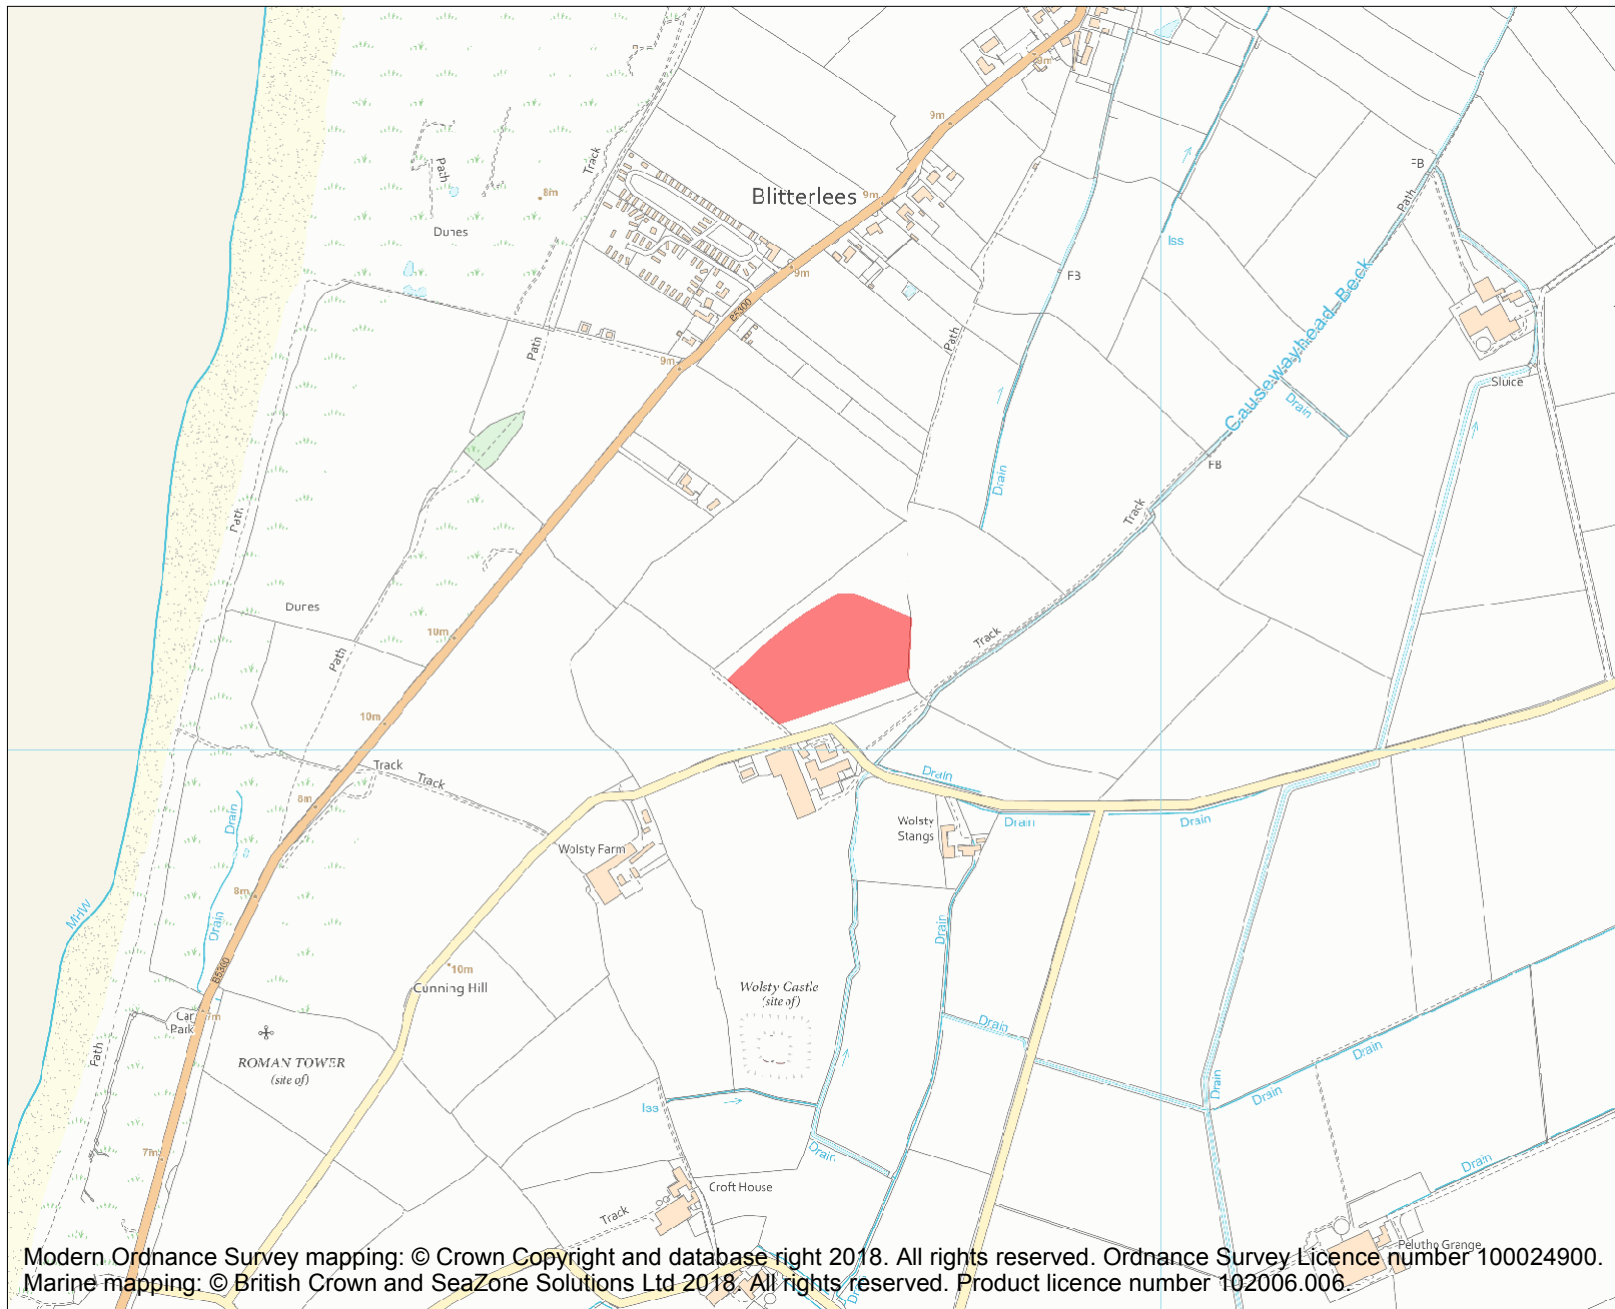 9m
9m
Track
Path
FB
8m
Blitterlees
9m
Path
Dunes
Iss
9m
F3
B5300
Causewayhead Beck
Path
Path
9m
Sluice
Drain
FB
Drain
Path
Track
Dunes
10m
Track
Path
10m
Track
Track
Drain
8m
Drain
Drain
Drain
Wolsty
Stangs
Wolsty Farm
8m
MHW
Drain
Drain
B5300
10m
Cunning Hill
Wolsty Castle
(site of)
Car
Park
7m
Drain
Path
ROMAN TOWER
(site of)
Drain
Drain
Drain
Iss
7m
Drain
Drain
Croft House
Track
Pelutho Grange
Modern Ordnance Survey mapping: © Crown Copyright and database right 2018. All rights reserved. Ordnance Survey Licence number 100024900.
Marine mapping: © British Crown and SeaZone Solutions Ltd 2018. All rights reserved. Product licence number 102006.006.
Drain